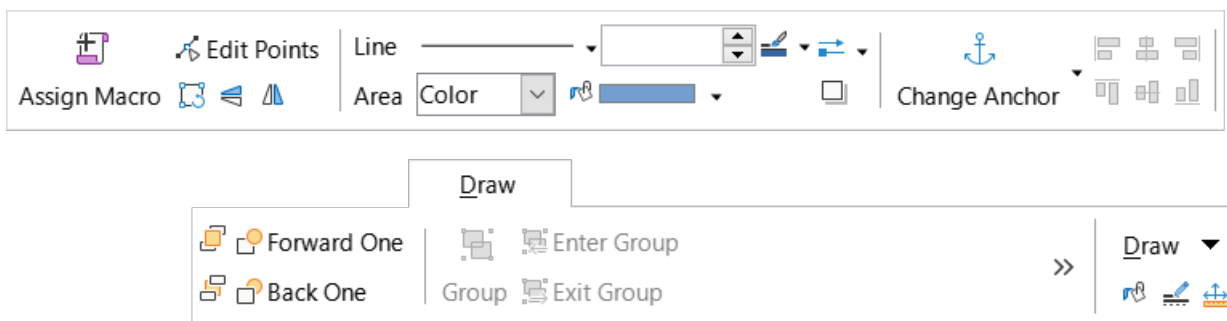 Edit Points Line
Assign Macro Area Color Change Anchor
Draw
Forward One Enter Group Draw
Back One Group Exit Group